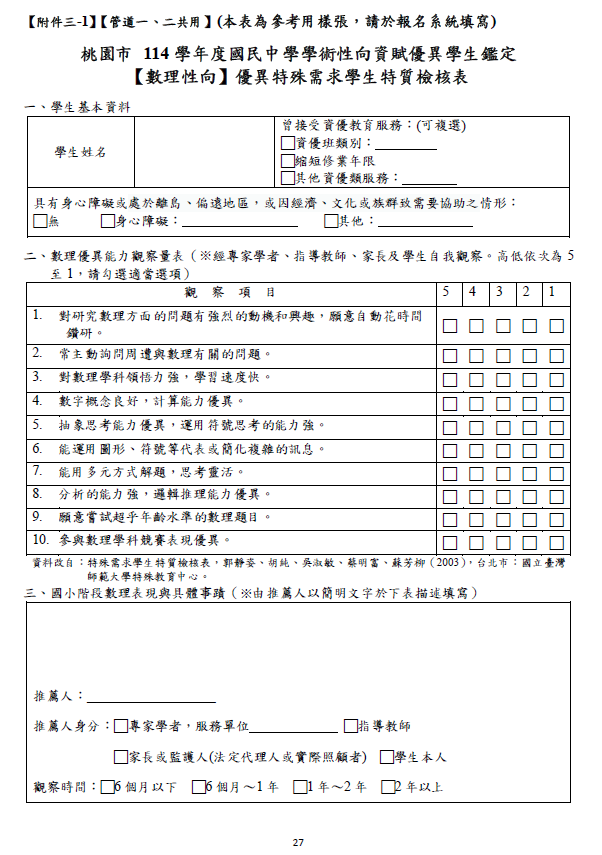 【附件三-1】【管道一、二共用】(本表為參考用樣張，請於報名系統填寫)
桃園市 114 學年度國民中學學術性向資賦優異學生鑑定
【數理性向】優異特殊需求學生特質檢核表
一、學生基本資料
學生姓名
曾接受資優教育服務：(可複選)
□資優班類別：________
□縮短修業年限
□其他資優類服務：_______
具有身心障礙或處於離島、偏遠地區，或因經濟、文化或族群致需要協助之情形：
□無 □身心障礙：__________________ □其他：______________
二、數理優異能力觀察量表（※經專家學者、指導教師、家長及學生自我觀察。高低依次為 5
至 1，請勾選適當選項）
觀 察 項 目 5 4 3 2 1
1. 對研究數理方面的問題有強烈的動機和興趣，願意自動花時間
鑽研。 □ □ □ □ □
2. 常主動詢問周遭與數理有關的問題。 □ □ □ □ □
3. 對數理學科領悟力強，學習速度快。 □ □ □ □ □
4. 數字概念良好，計算能力優異。 □ □ □ □ □
5. 抽象思考能力優異，運用符號思考的能力強。 □ □ □ □ □
6. 能運用圖形、符號等代表或簡化複雜的訊息。 □ □ □ □ □
7. 能用多元方式解題，思考靈活。 □ □ □ □ □
8. 分析的能力強，邏輯推理能力優異。 □ □ □ □ □
9. 願意嘗試超乎年齡水準的數理題目。 □ □ □ □ □
10. 參與數理學科競賽表現優異。 □ □ □ □ □
資料改自：特殊需求學生特質檢核表，郭靜姿、胡純、吳淑敏、蔡明富、蘇芳柳（2003），台北市：國立臺灣
師範大學特殊教育中心。
三、國小階段數理表現與具體事蹟（※由推薦人以簡明文字於下表描述填寫）
推薦人：________________
推薦人身分：□專家學者，服務單位___________ □指導教師
□家長或監護人(法定代理人或實際照顧者) □學生本人
觀察時間：□6 個月以下 □6 個月～1 年 □1 年～2 年 □2 年以上
27